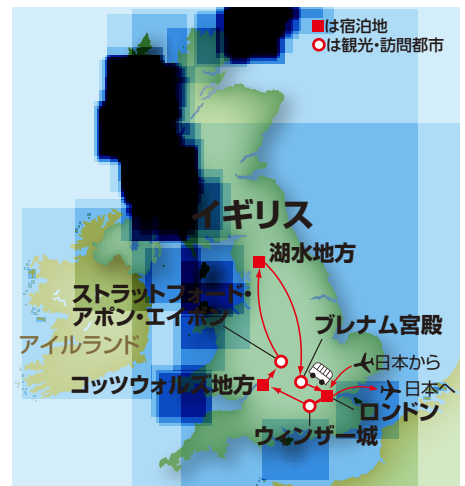 ■は宿泊地
○は観光・訪問都市
イギリス
湖水地方
ストラットフォード・
アポン・エイボン
ブレナム宮殿
アイルランド
日本から
コッツウォルズ地方
日本へ
ロンドン
ウィンザー城